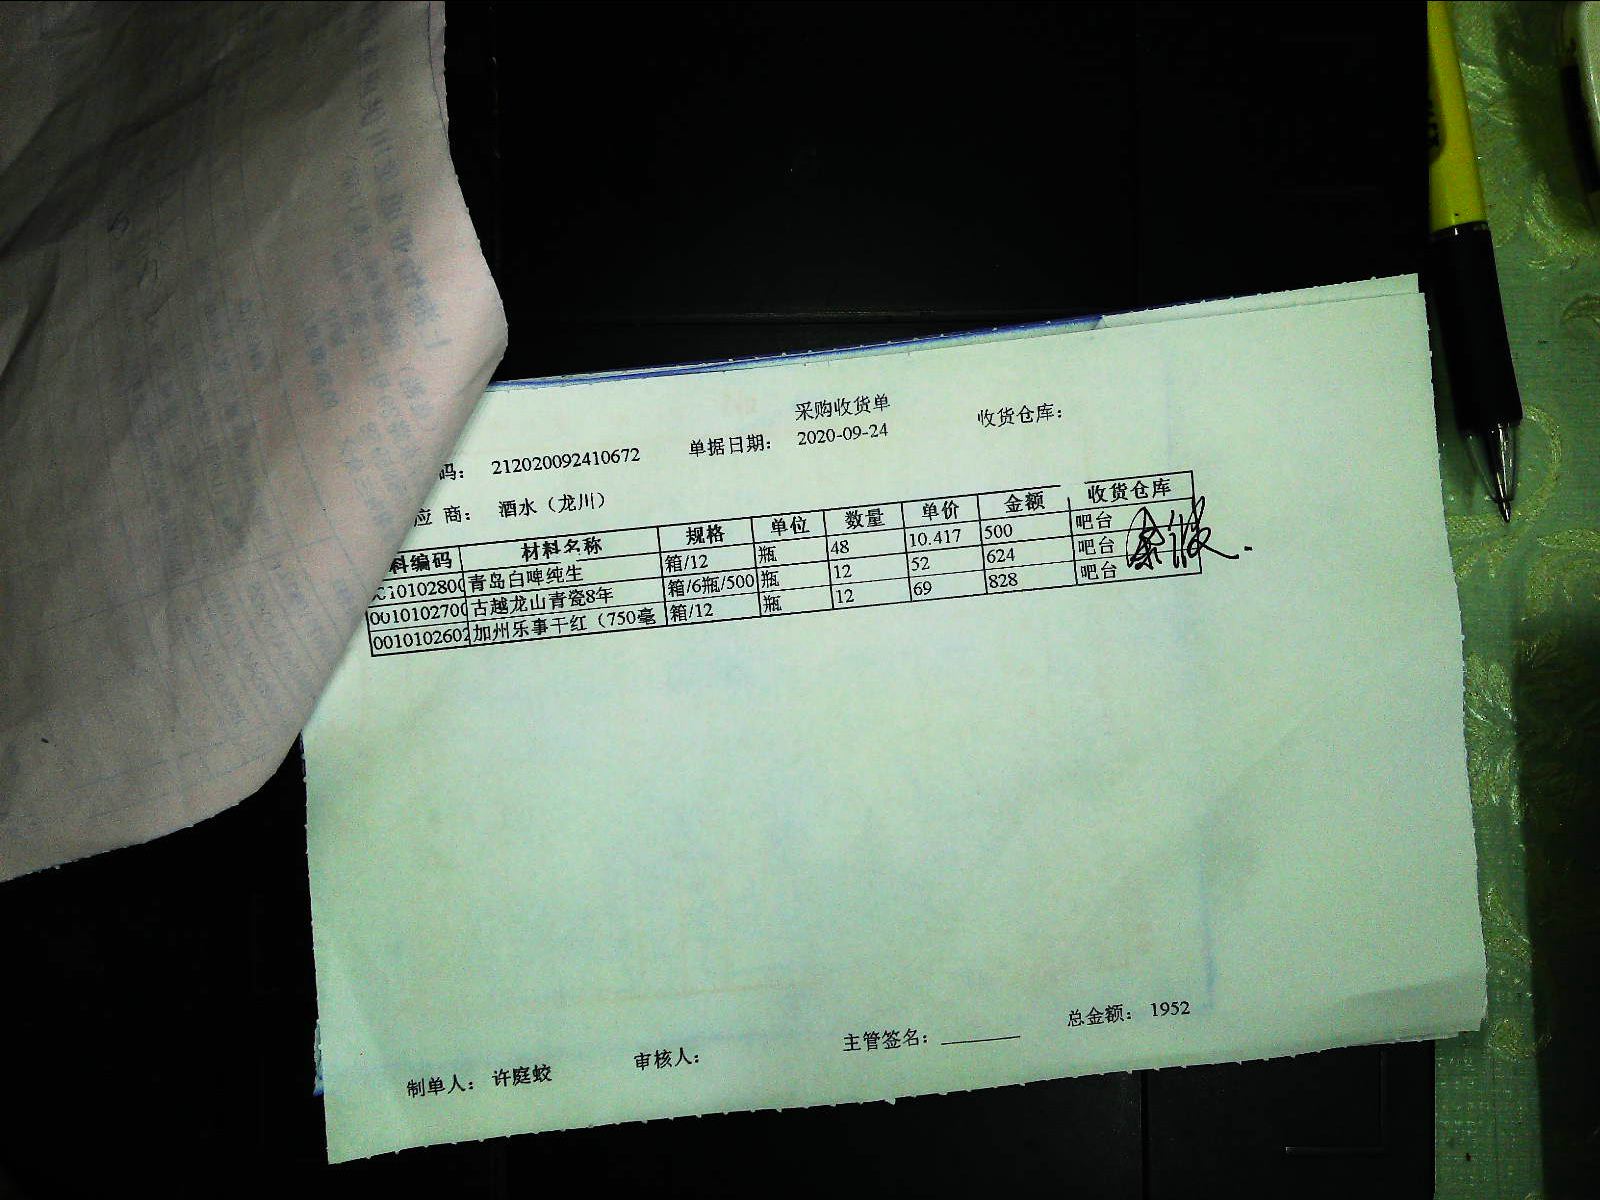 采购收货单
码： 212020092410672 单据日期： 2020-09-24 收货仓库：
应 商： 酒水（龙川）
料编码 材料名称 规格 单位 数量 单价 金额 收货仓库
010102800 青岛白啤纯生 箱/12 瓶 48 10.417 500 吧台
0010102700 古越龙山青瓷8年 箱/6瓶/500 瓶 12 52 624 吧台
0010102602 加州乐事干红（750毫 箱/12 瓶 12 69 828 吧台
制单人： 许庭蛟 审核人： 主管签名： 总金额： 1952